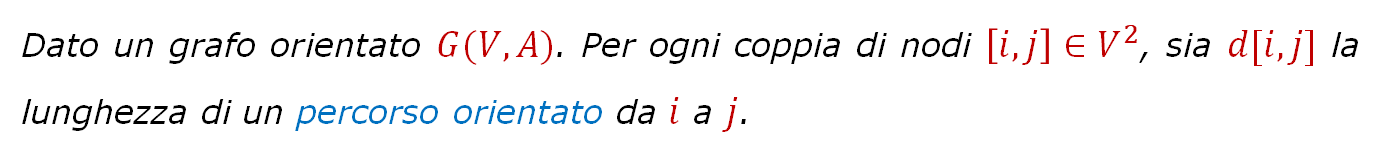 Dato un grafo orientato G(V, A). Per ogni coppia di nodi [i, j] ∈ V², sia d[i, j] la
lunghezza di un percorso orientato da i a j.